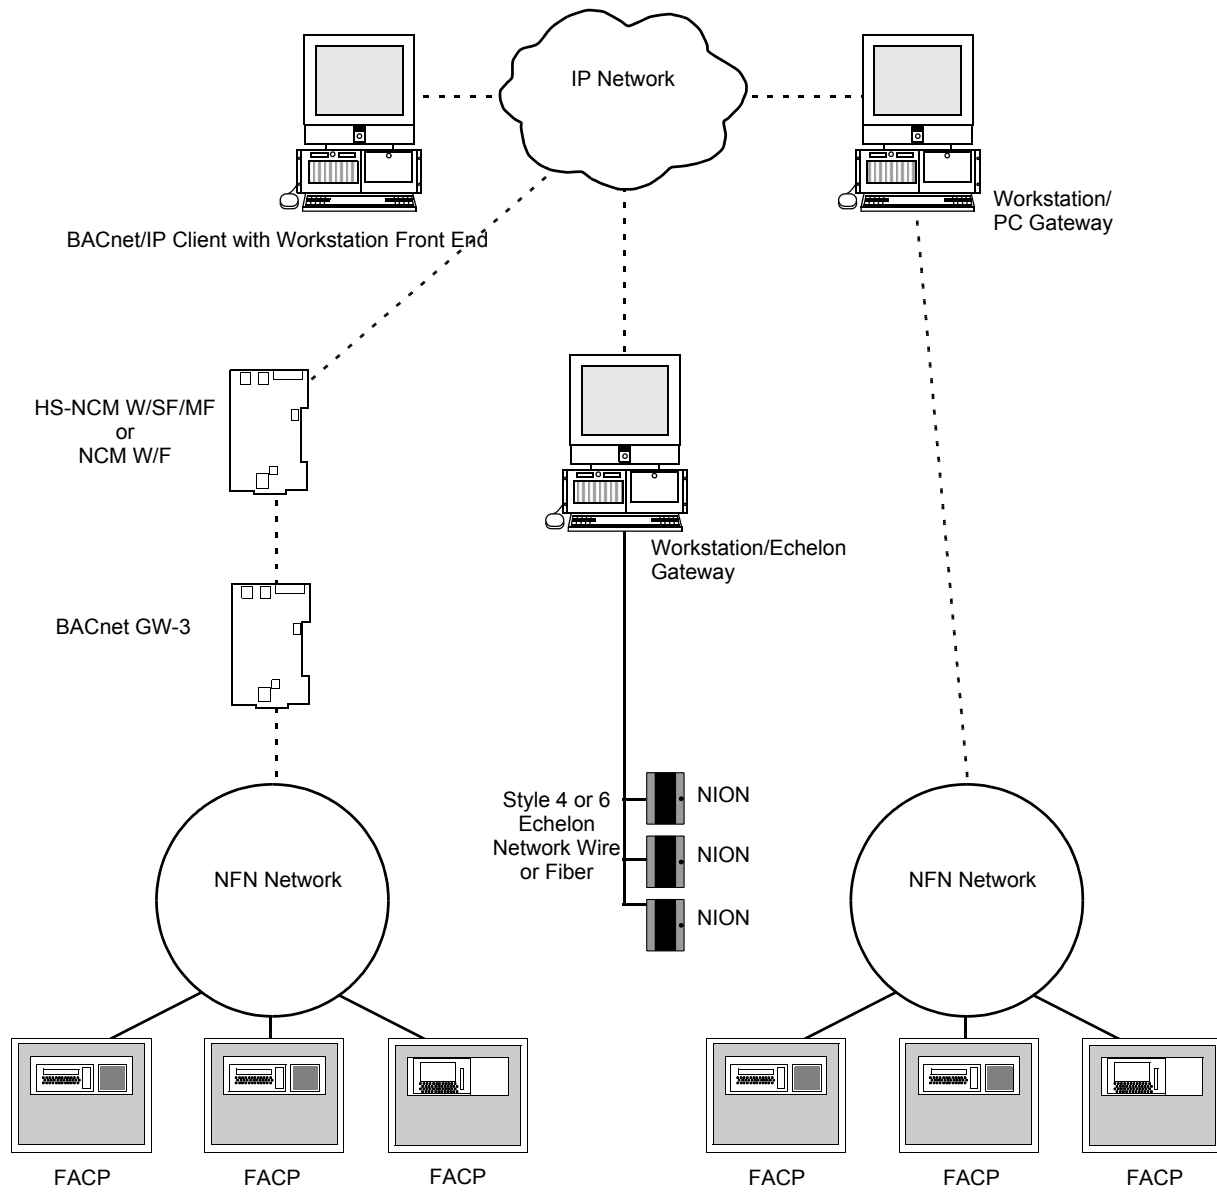 IP Network
BACnet/IP Client with Workstation Front End
Workstation/
PC Gateway
HS-NCM W/SF/MF
or
NCM W/F
Workstation/Echelon
Gateway
BACnet GW-3
Style 4 or 6
Echelon
Network Wire
or Fiber
NION
NION
NION
NFN Network
NFN Network
FACP
FACP
FACP
FACP
FACP
FACP